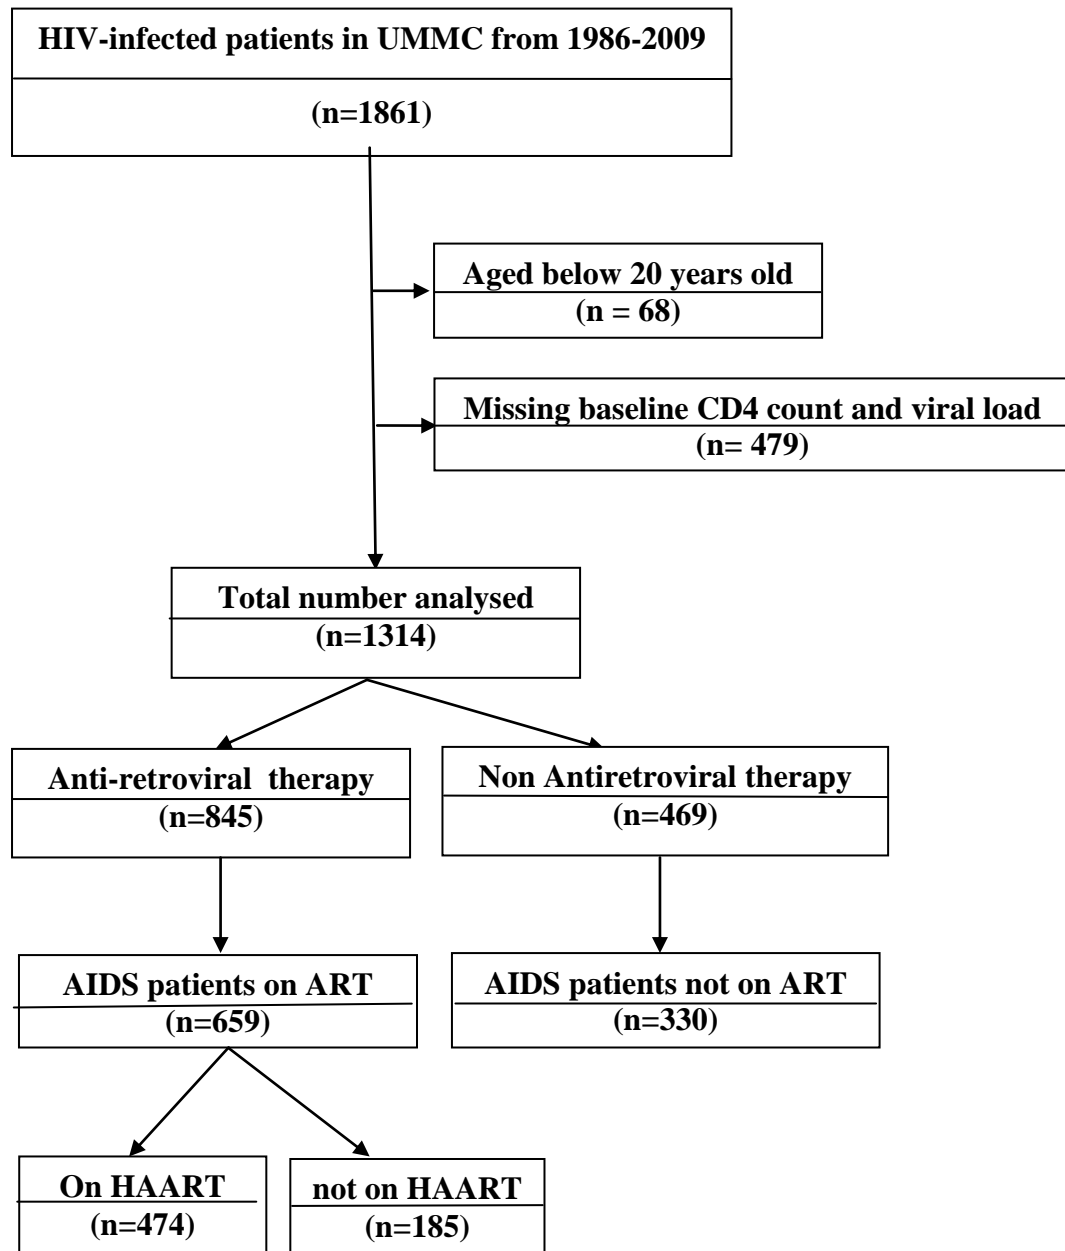 HIV-infected patients in UMMC from 1986-2009
(n=1861)
Aged below 20 years old
(n = 68)
Missing baseline CD4 count and viral load
(n= 479)
Total number analysed
(n=1314)
Anti-retroviral therapy
(n=845)
Non Antiretroviral therapy
(n=469)
AIDS patients on ART
(n=659)
AIDS patients not on ART
(n=330)
On HAART
(n=474)
not on HAART
(n=185)